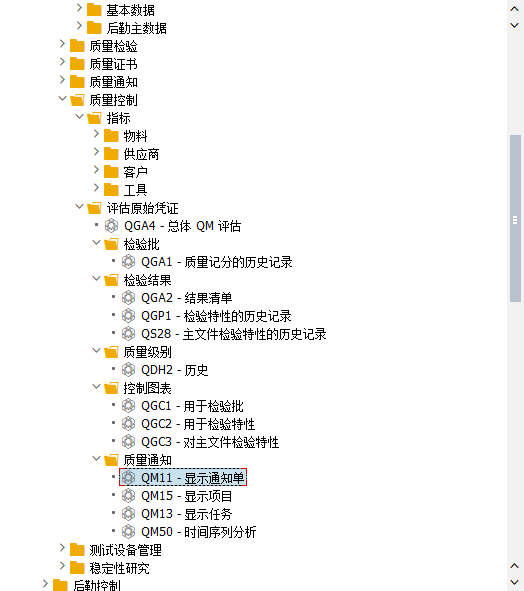 基本数据
后勤主数据
质量检验
质量证书
质量通知
质量控制
指标
物料
供应商
客户
工具
评估原始凭证
QGA4 - 总体 QM 评估
检验批
QGA1 - 质量记分的历史记录
检验结果
QGA2 - 结果清单
QGP1 - 检验特性的历史记录
QS28 - 主文件检验特性的历史记录
质量级别
QDH2 - 历史
控制图表
QGC1 - 用于检验批
QGC2 - 用于检验特性
QGC3 - 对主文件检验特性
质量通知
QM11 - 显示通知单
QM15 - 显示项目
QM13 - 显示任务
QM50 - 时间序列分析
测试设备管理
稳定性研究
后勤控制